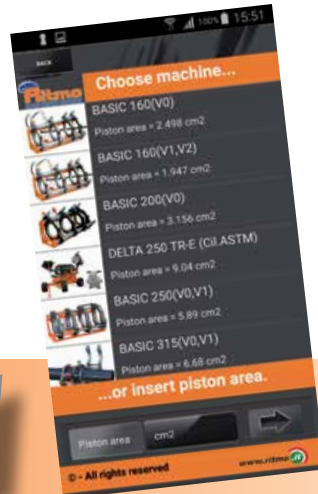 100% 15:51
BACK
Ritmo
Choose machine...
BASIC 160(V0)
Piston area = 2.498 cm2
BASIC 160(V1,V2)
Piston area = 1.947 cm2
BASIC 200(V0)
Piston area = 3.156 cm2
DELTA 250 TR-E (Cil.ASTM)
Piston area = 9.04 cm2
BASIC 250(V0,V1)
Piston area = 5.89 cm2
BASIC 315(V0,V1)
Piston area = 6.68 cm2
...or insert piston area.
Piston area cm2
© - All rights reserved www.ritmo.it